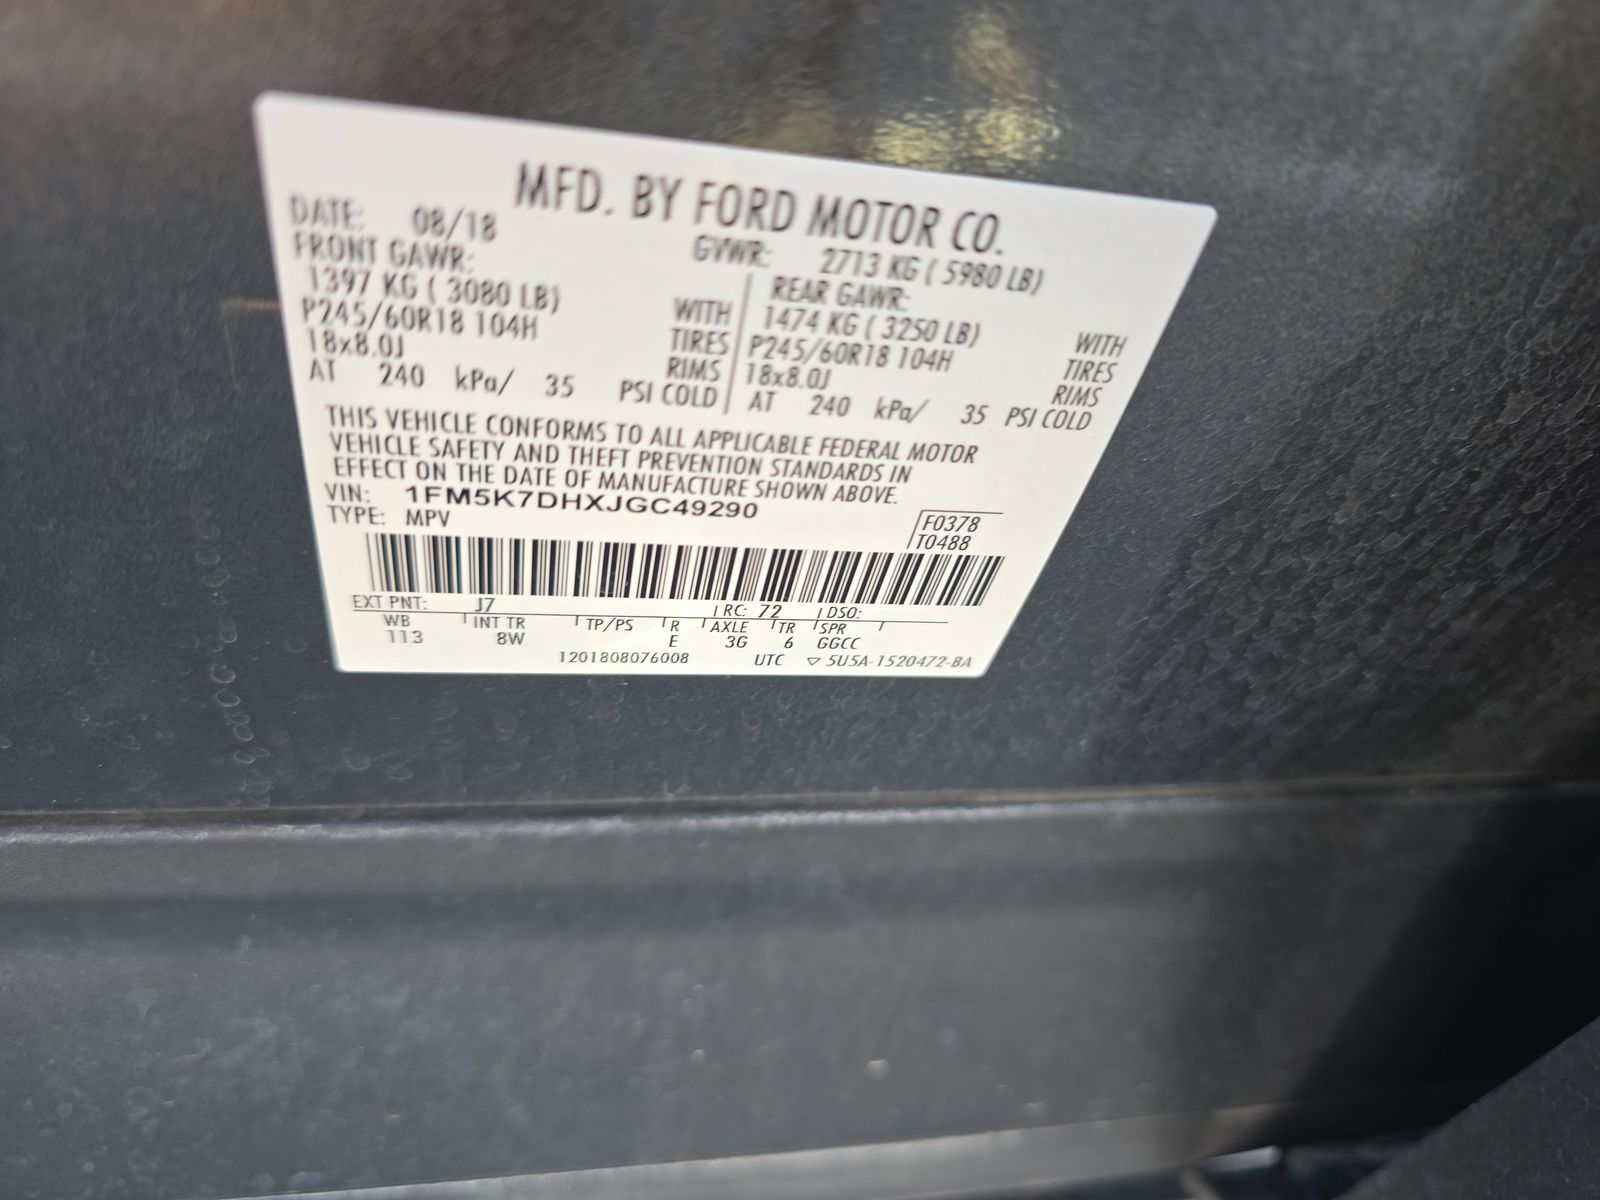 MFD. BY FORD MOTOR CO.
DATE: 08/18 GVWR: 2713 KG ( 5980 LB)
FRONT GAWR: REAR GAWR:
1397 KG ( 3080 LB) WITH 1474 KG ( 3250 LB) WITH
P245/60R18 104H TIRES P245/60R18 104H TIRES
18x8.0J RIMS 18x8.0J RIMS
AT 240 kPa/ 35 PSI COLD AT 240 kPa/ 35 PSI COLD
THIS VEHICLE CONFORMS TO ALL APPLICABLE FEDERAL MOTOR
VEHICLE SAFETY AND THEFT PREVENTION STANDARDS IN
EFFECT ON THE DATE OF MANUFACTURE SHOWN ABOVE.
VIN: 1FM5K7DHXJGC49290
TYPE: MPV F0378
T0488
EXT PNT: J7 RC: 72 DSO:
WB INT TR TP/PS R AXLE TR SPR
113 8W E 3G 6 GGCC
1201808076008 UTC ▽ 5U5A-1520472-BA